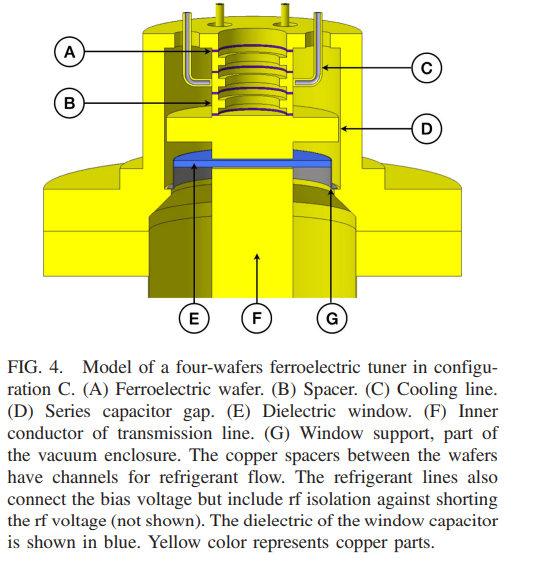 A
B
C
D
E
F
G
FIG. 4. Model of a four-wafers ferroelectric tuner in configu-
ration C. (A) Ferroelectric wafer. (B) Spacer. (C) Cooling line.
(D) Series capacitor gap. (E) Dielectric window. (F) Inner
conductor of transmission line. (G) Window support, part of
the vacuum enclosure. The copper spacers between the wafers
have channels for refrigerant flow. The refrigerant lines also
connect the bias voltage but include rf isolation against shorting
the rf voltage (not shown). The dielectric of the window capacitor
is shown in blue. Yellow color represents copper parts.